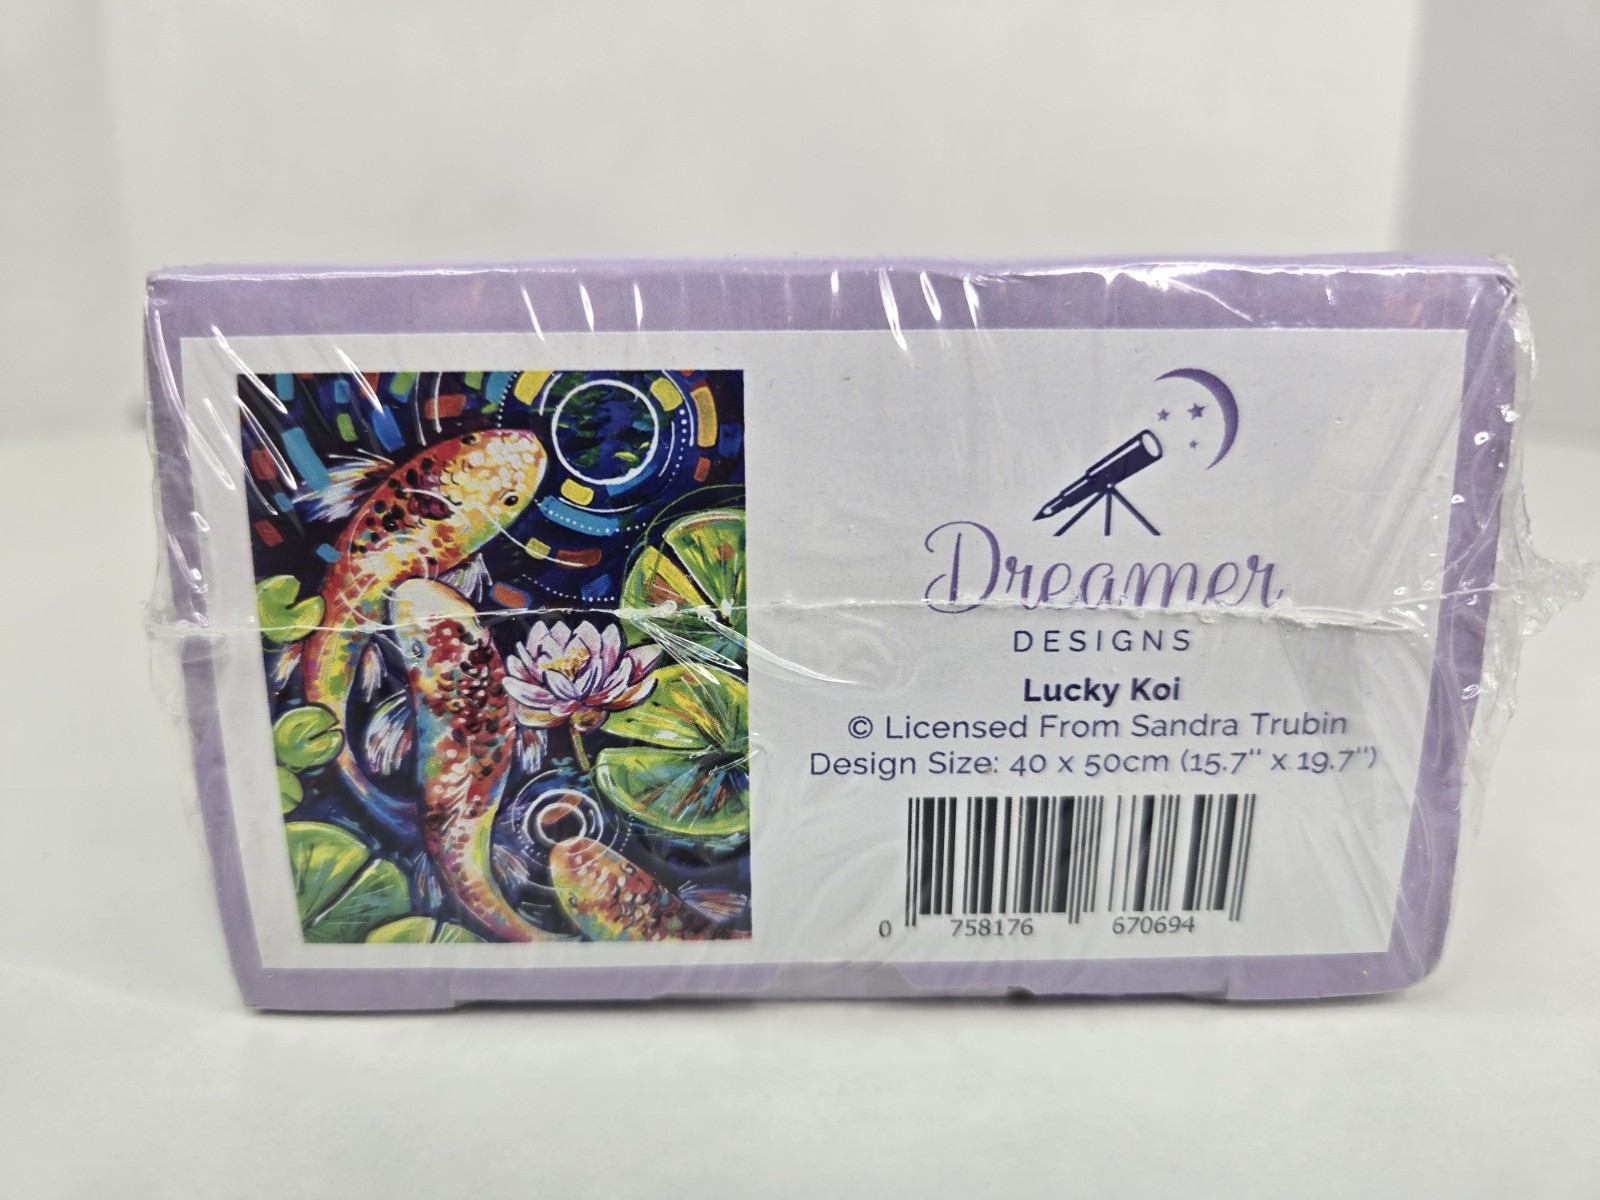 Dreamer
DESIGNS
Lucky Koi
© Licensed From Sandra Trubin
Design Size: 40 x 50cm (15.7" x 19.7")
0 758176 670694